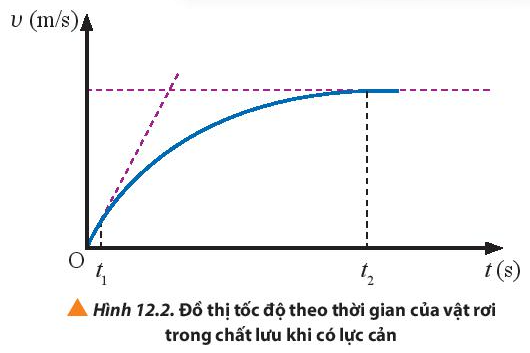 υ (m/s)
O
t₁
t₂
t (s)
Hình 12.2. Đồ thị tốc độ theo thời gian của vật rơi
trong chất lưu khi có lực cản